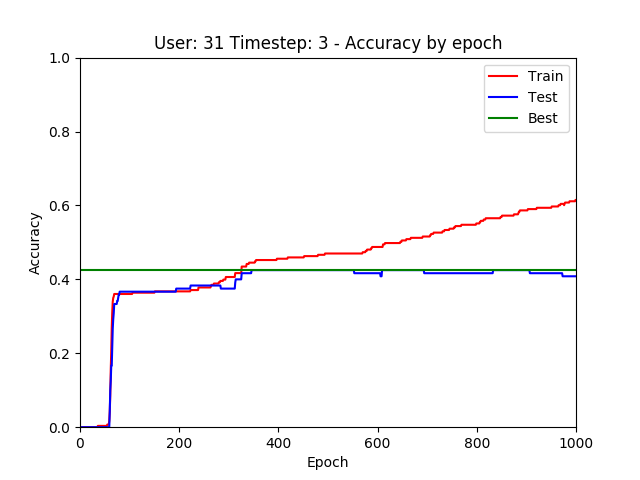 User: 31 Timestep: 3 - Accuracy by epoch
1.0
0.8
0.6
0.4
0.2
0.0
Accuracy
Train
Test
Best
0 200 400 600 800 1000
Epoch